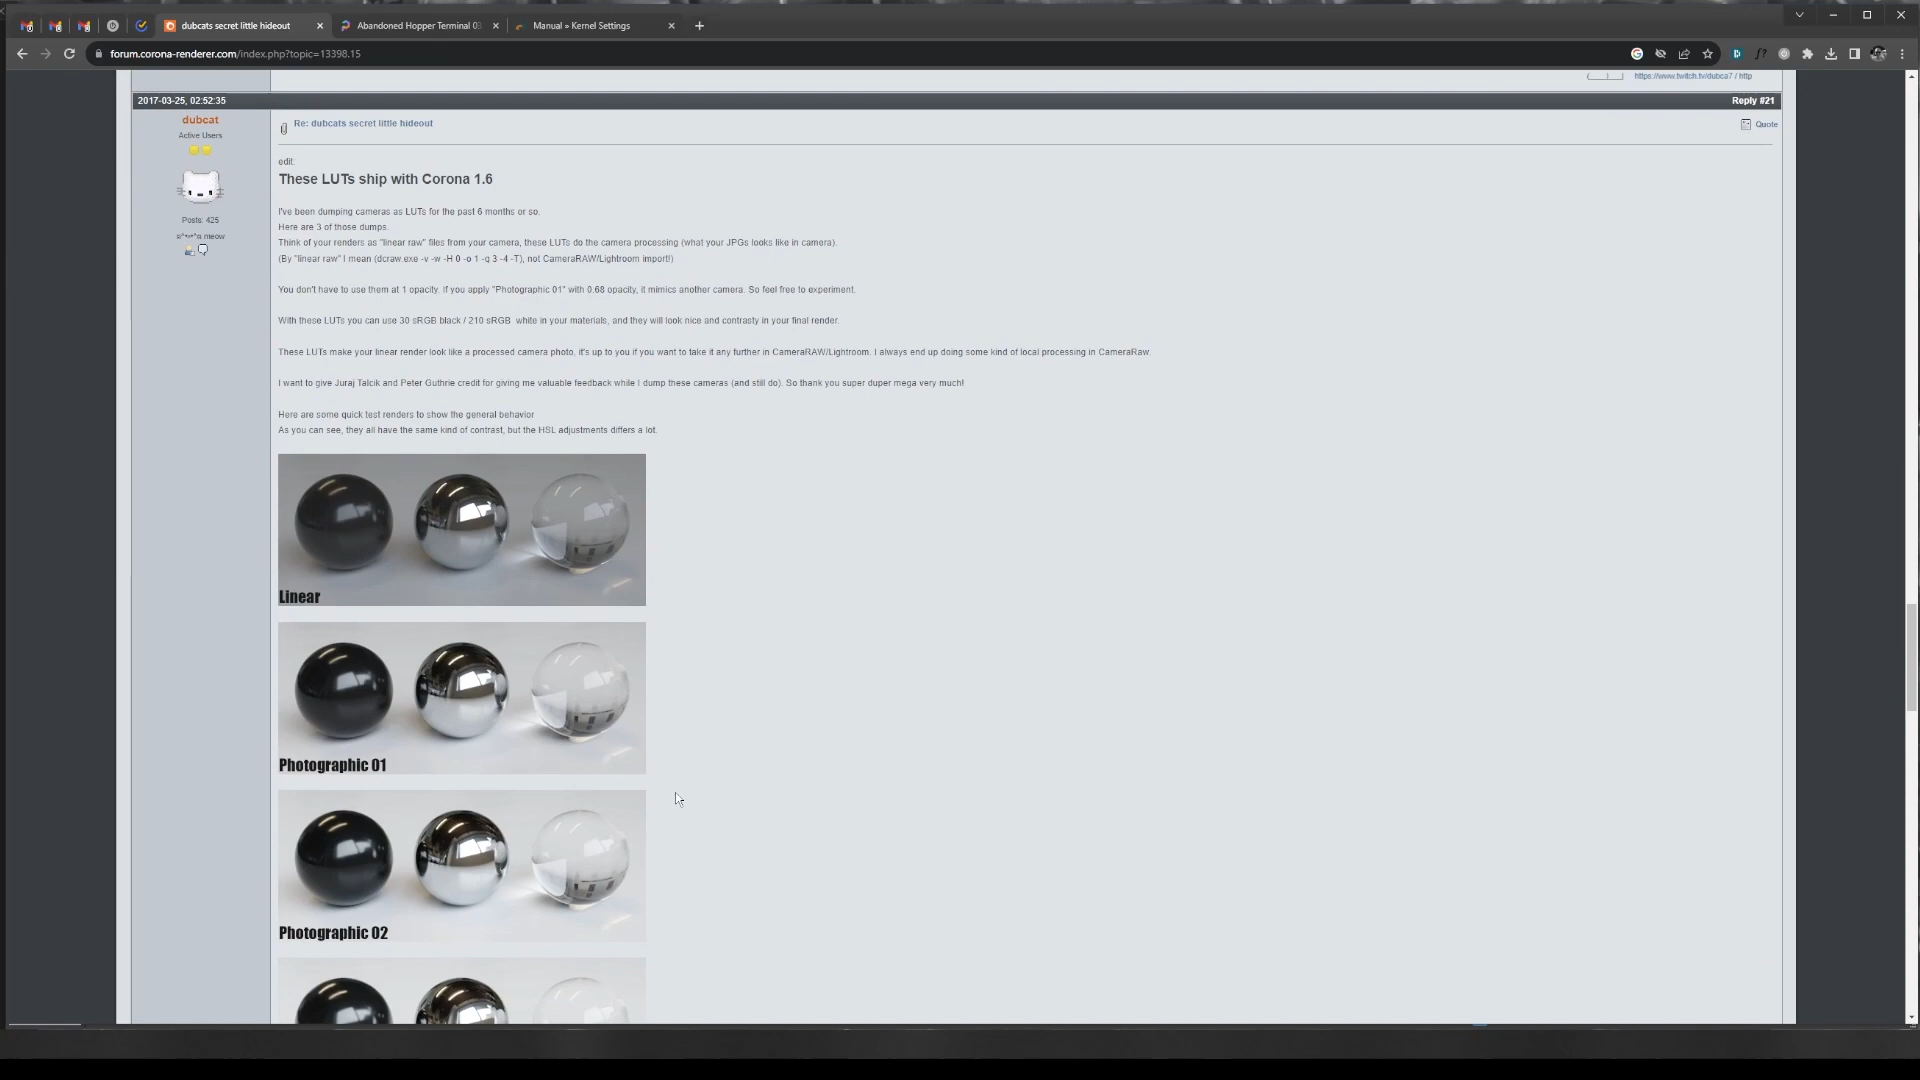 dubcats secret little hideout
Abandoned Hopper Terminal 03
Manual » Kernel Settings
forum.corona-renderer.com/index.php?topic=13398.15
https://www.twitch.tv/dubca7 / http
2017-03-25, 02:52:35
Reply #21
dubcat
Active Users
Posts: 425
meow
Re: dubcats secret little hideout
Quote
edit:
These LUTs ship with Corona 1.6
I've been dumping cameras as LUTs for the past 6 months or so.
Here are 3 of those dumps.
Think of your renders as "linear raw" files from your camera, these LUTs do the camera processing (what your JPGs looks like in camera).
(By "linear raw" I mean (dcraw.exe -v -w -H 0 -o 1 -q 3 -4 -T), not CameraRAW/Lightroom import!)
You don't have to use them at 1 opacity. If you apply "Photographic 01" with 0.68 opacity, it mimics another camera. So feel free to experiment.
With these LUTs you can use 30 sRGB black / 210 sRGB  white in your materials, and they will look nice and contrasty in your final render.
These LUTs make your linear render look like a processed camera photo, it's up to you if you want to take it any further in CameraRAW/Lightroom. I always end up doing some kind of local processing in CameraRaw.
I want to give Juraj Talcik and Peter Guthrie credit for giving me valuable feedback while I dump these cameras (and still do). So thank you super duper mega very much!
Here are some quick test renders to show the general behavior
As you can see, they all have the same kind of contrast, but the HSL adjustments differs a lot.
Linear
Photographic 01
Photographic 02